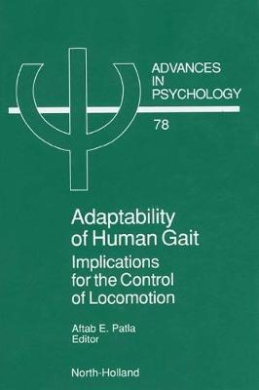 ADVANCES
IN
PSYCHOLOGY
78
Adaptability
of Human Gait
Implications
for the Control
of Locomotion
Aftab E. Patla
Editor
North-Holland